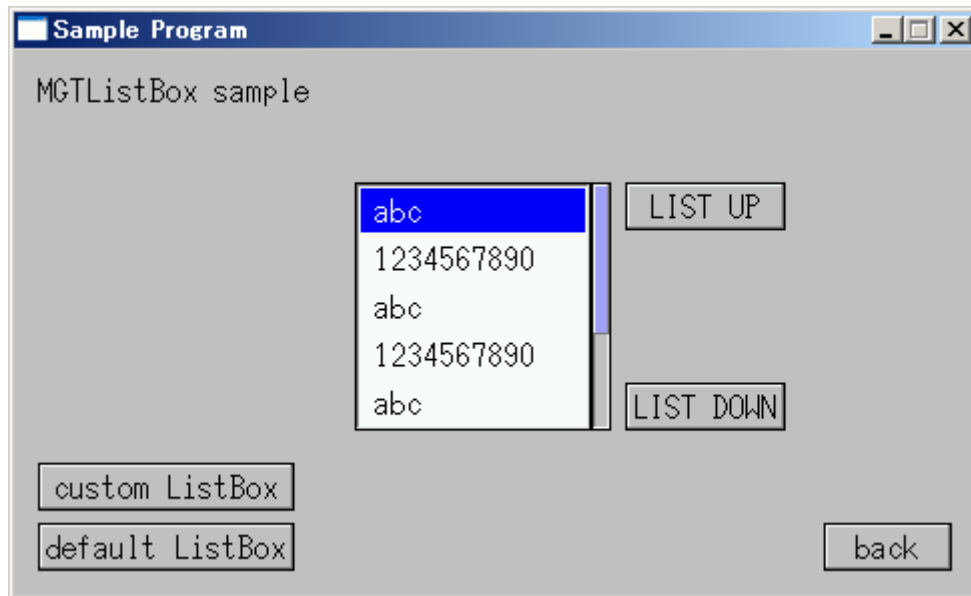 Sample Program
MGTListBox sample
abc
LIST UP
1234567890
abc
1234567890
abc
LIST DOWN
custom ListBox
default ListBox
back